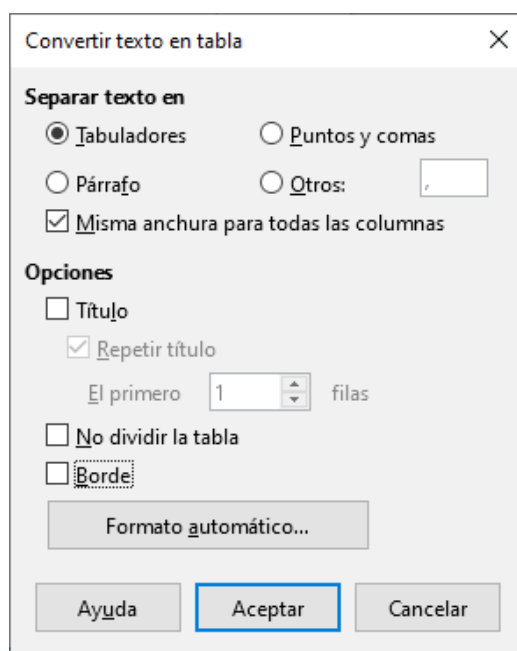 Convertir texto en tabla
Separar texto en
Tabuladores Puntos y comas
Párrafo Otros: ,
Misma anchura para todas las columnas
Opciones
Título
Repetir título
El primero 1 filas
No dividir la tabla
Borde
Formato automático...
Ayuda Aceptar Cancelar